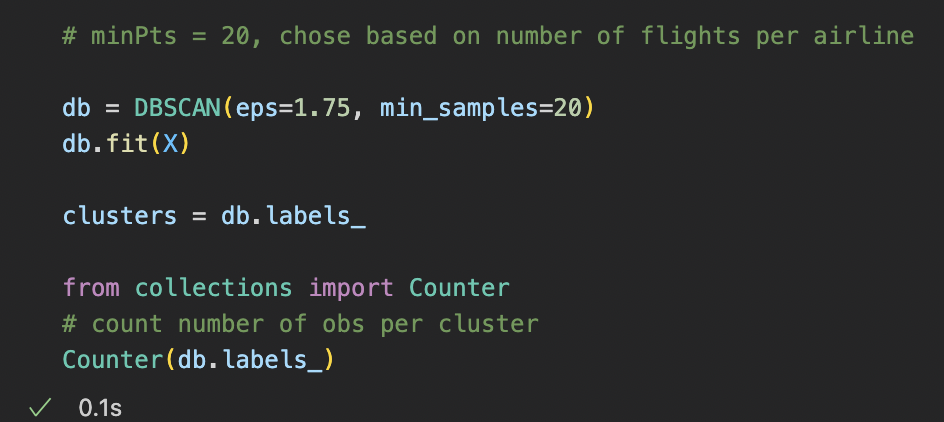 # minPts = 20, chose based on number of flights per airline
db = DBSCAN(eps=1.75, min_samples=20)
db.fit(X)
clusters = db.labels_
from collections import Counter
# count number of obs per cluster
Counter(db.labels_)
0.1s